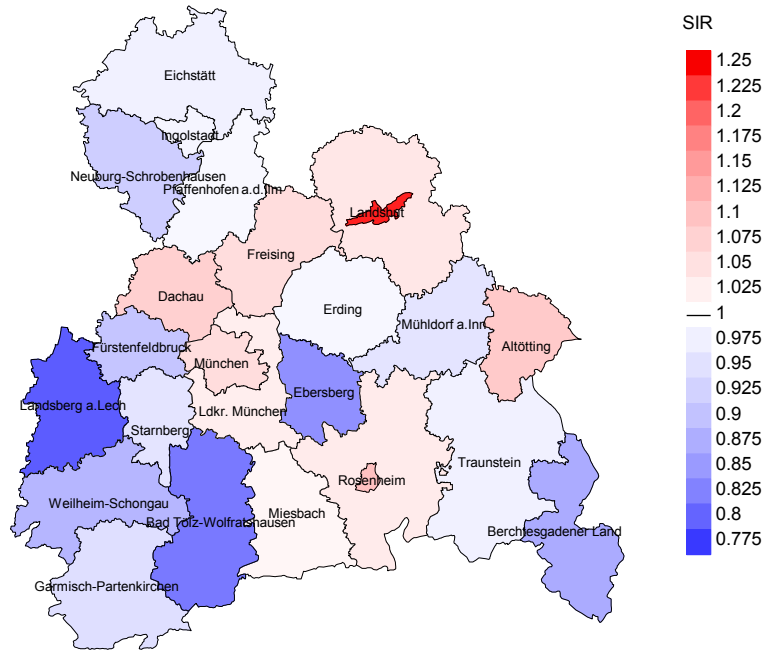 SIR
1.25
1.225
1.2
1.175
1.15
1.125
1.1
1.075
1.05
1.025
1
0.975
0.95
0.925
0.9
0.875
0.85
0.825
0.8
0.775
Eichstätt
Ingolstadt
Neuburg-Schrobenhausen
Pfaffenhofen a.d.Ilm
Landshut
Freising
Dachau
Erding
Mühldorf a.Inn
Altötting
Fürstenfeldbruck
München
Ebersberg
Landsberg a.Lech
Ldkr. München
Starnberg
Traunstein
Rosenheim
Weilheim-Schongau
Miesbach
Bad Tölz-Wolfratshausen
Berchtesgadener Land
Garmisch-Partenkirchen